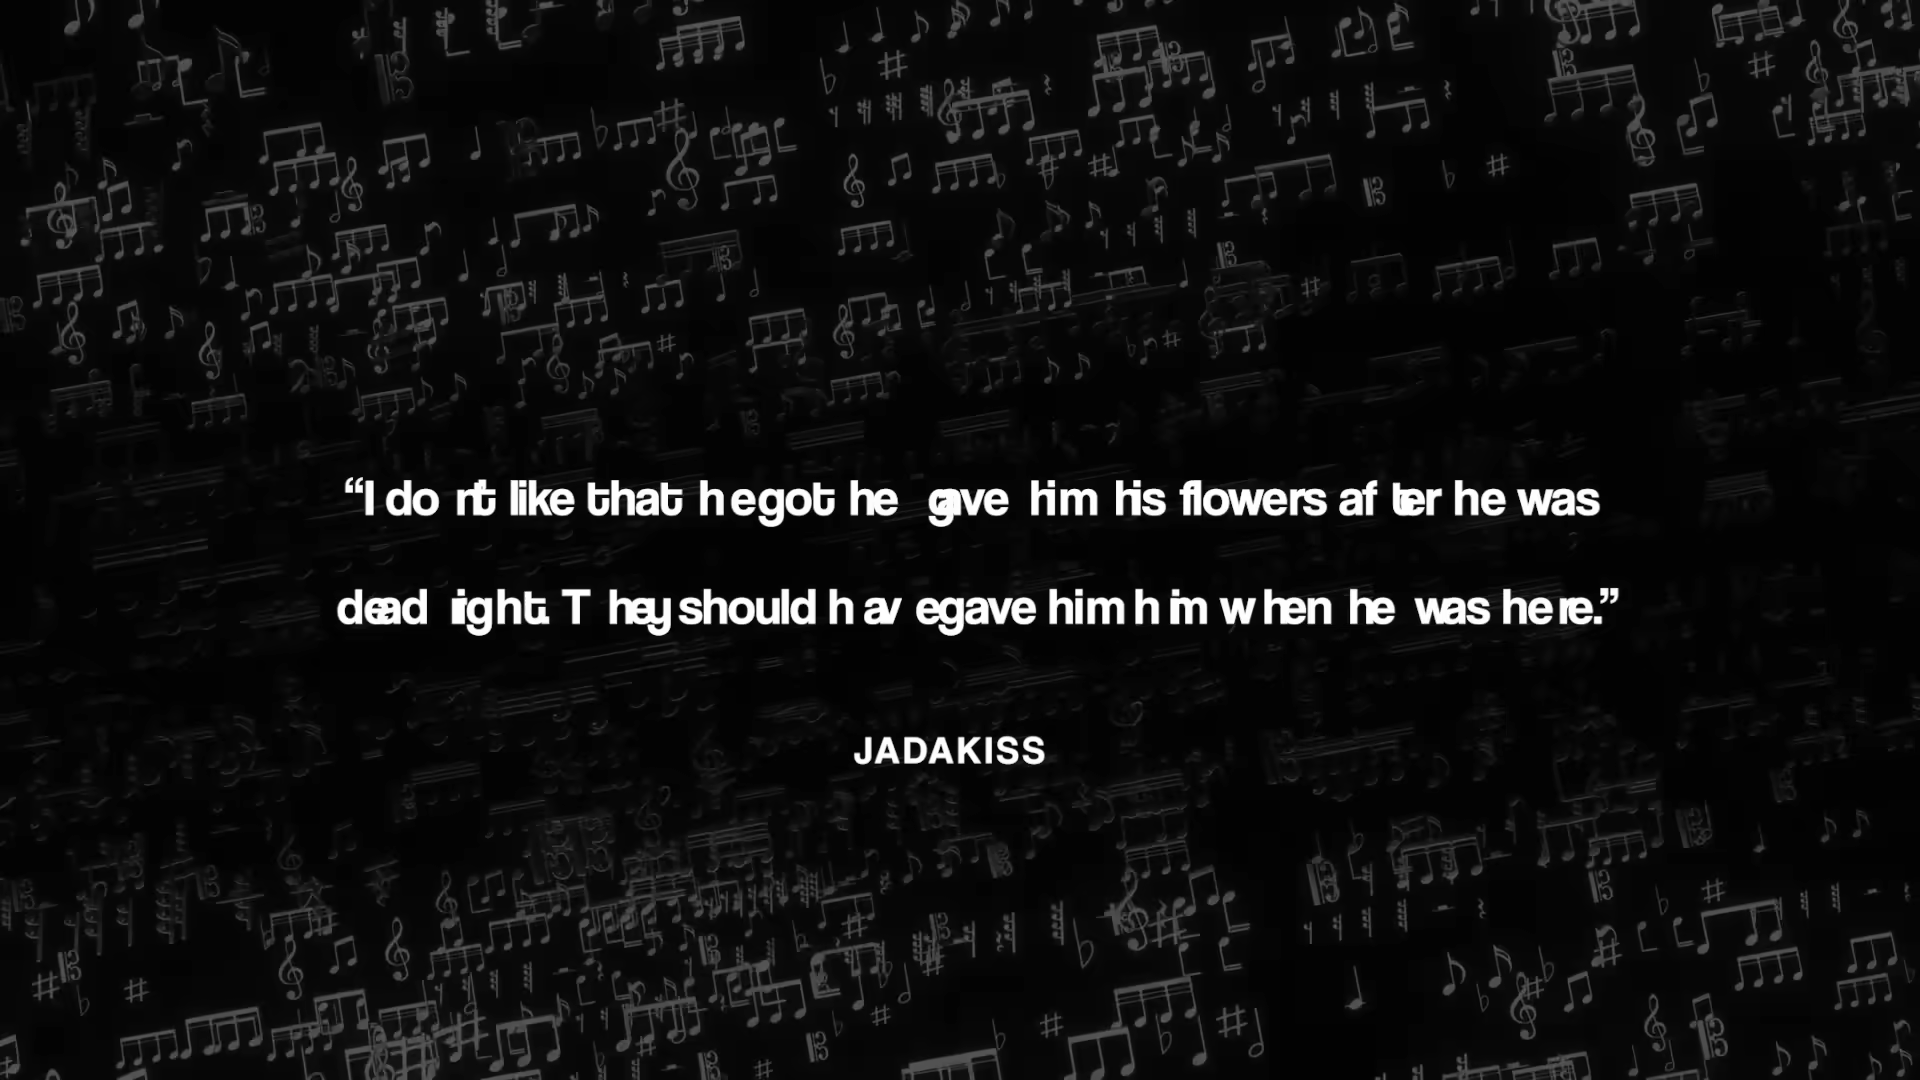 “I don't like that he got he gave him his flowers after he was
dead right. They should have gave him him when he was here.”
JADAKISS